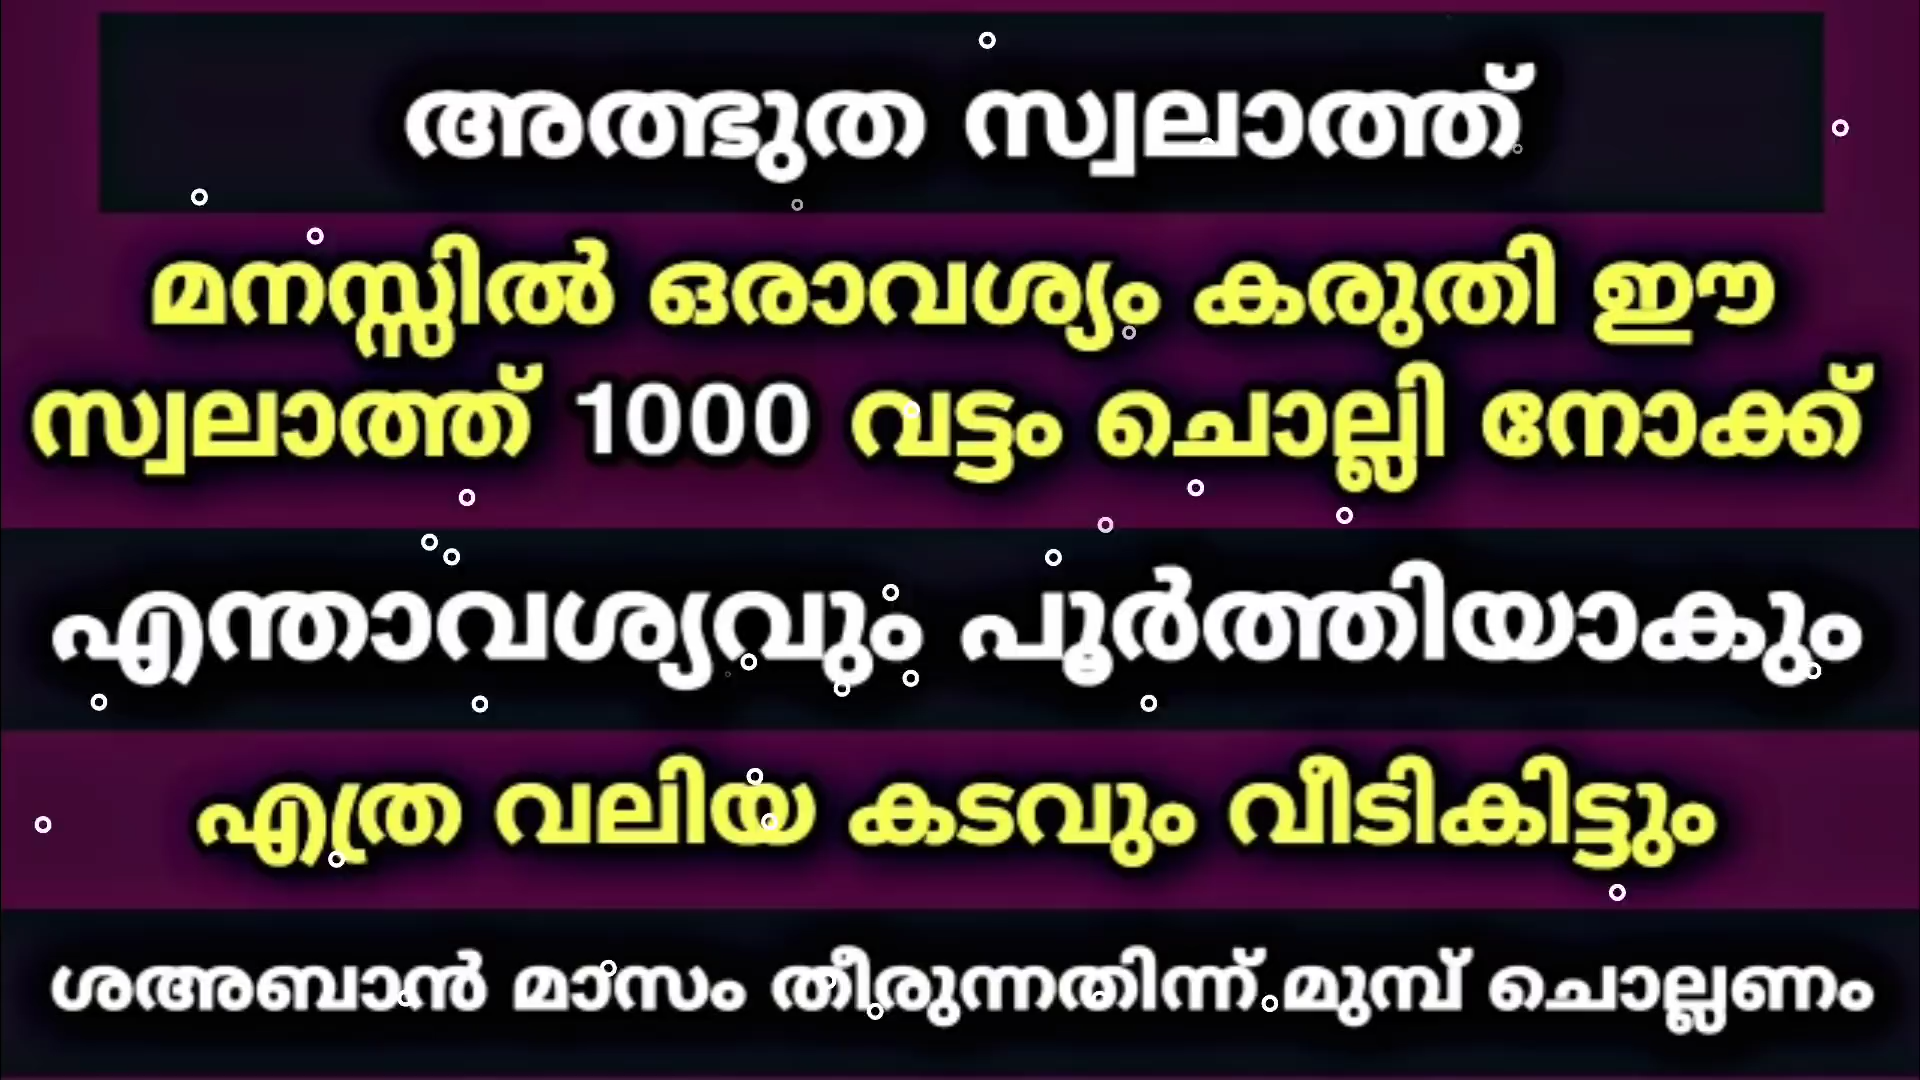 അത്ഭുത സ്വലാത്ത്
മനസ്സിൽ ഒരാവശ്യം കരുതി ഈ
സ്വലാത്ത് 1000 വട്ടം ചൊല്ലി നോക്ക്
എന്താവശ്യവും പൂർത്തിയാകും
എത്ര വലിയ കടവും വീടികിട്ടും
ശഅബാൻ മാസം തീരുന്നതിന്ന് മുമ്പ് ചൊല്ലണം